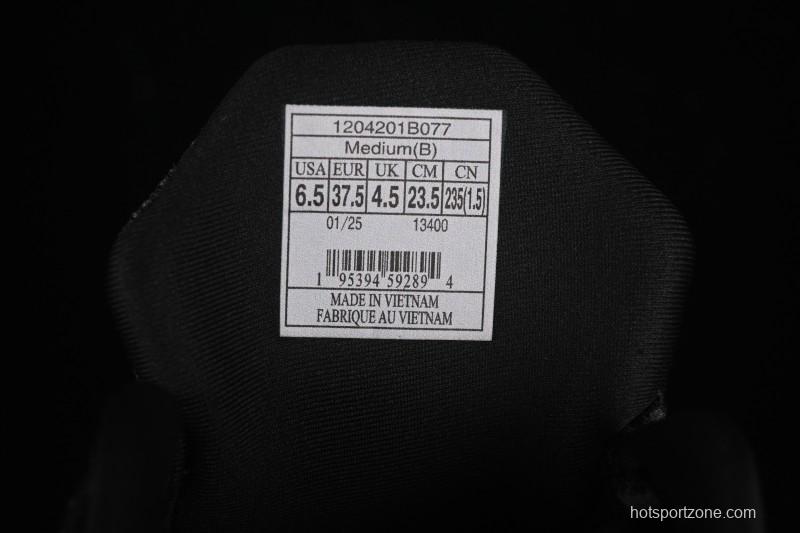 1204201B077
Medium(B)
USA EUR UK CM CN
6.5 37.5 4.5 23.5 235(1.5)
01/25 13400
1 95394 59289 4
MADE IN VIETNAM
FABRIQUE AU VIETNAM
hotsportzone.com